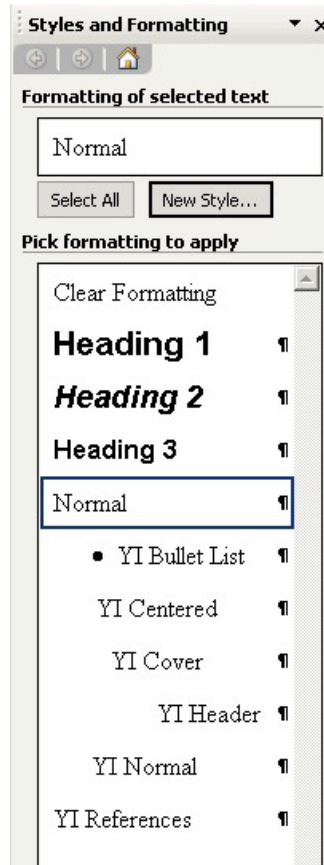 Styles and Formatting
Formatting of selected text
Normal
Select All New Style...
Pick formatting to apply
Clear Formatting
Heading 1 ¶
Heading 2 ¶
Heading 3 ¶
Normal ¶
• YI Bullet List ¶
YI Centered ¶
YI Cover ¶
YI Header ¶
YI Normal ¶
YI References ¶